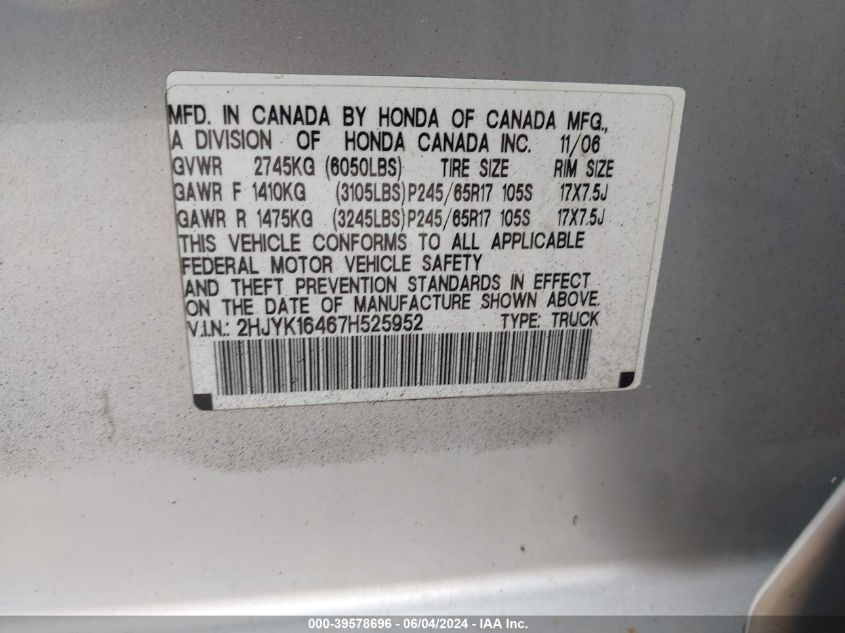 MFD. IN CANADA BY HONDA OF CANADA MFG.,
A DIVISION OF HONDA CANADA INC. 11/06
GVWR 2745KG (6050LBS) TIRE SIZE RIM SIZE
GAWR F 1410KG (3105LBS) P245/65R17 105S 17X7.5J
GAWR R 1475KG (3245LBS) P245/65R17 105S 17X7.5J
THIS VEHICLE CONFORMS TO ALL APPLICABLE
FEDERAL MOTOR VEHICLE SAFETY
AND THEFT PREVENTION STANDARDS IN EFFECT
ON THE DATE OF MANUFACTURE SHOWN ABOVE.
V.I.N.: 2HJYK16467H525952 TYPE: TRUCK
000-39578696 - 06/04/2024 - IAA Inc.